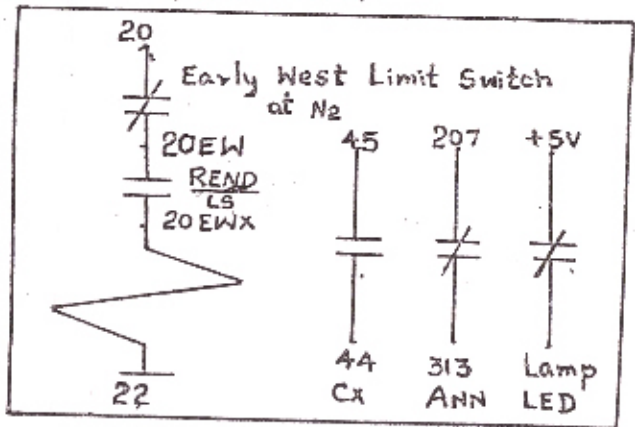 20
Early West Limit Switch
at N2
20EW
REND
LS
20EWX
22
45 207 +5V
44 313 Lamp
CX ANN LED